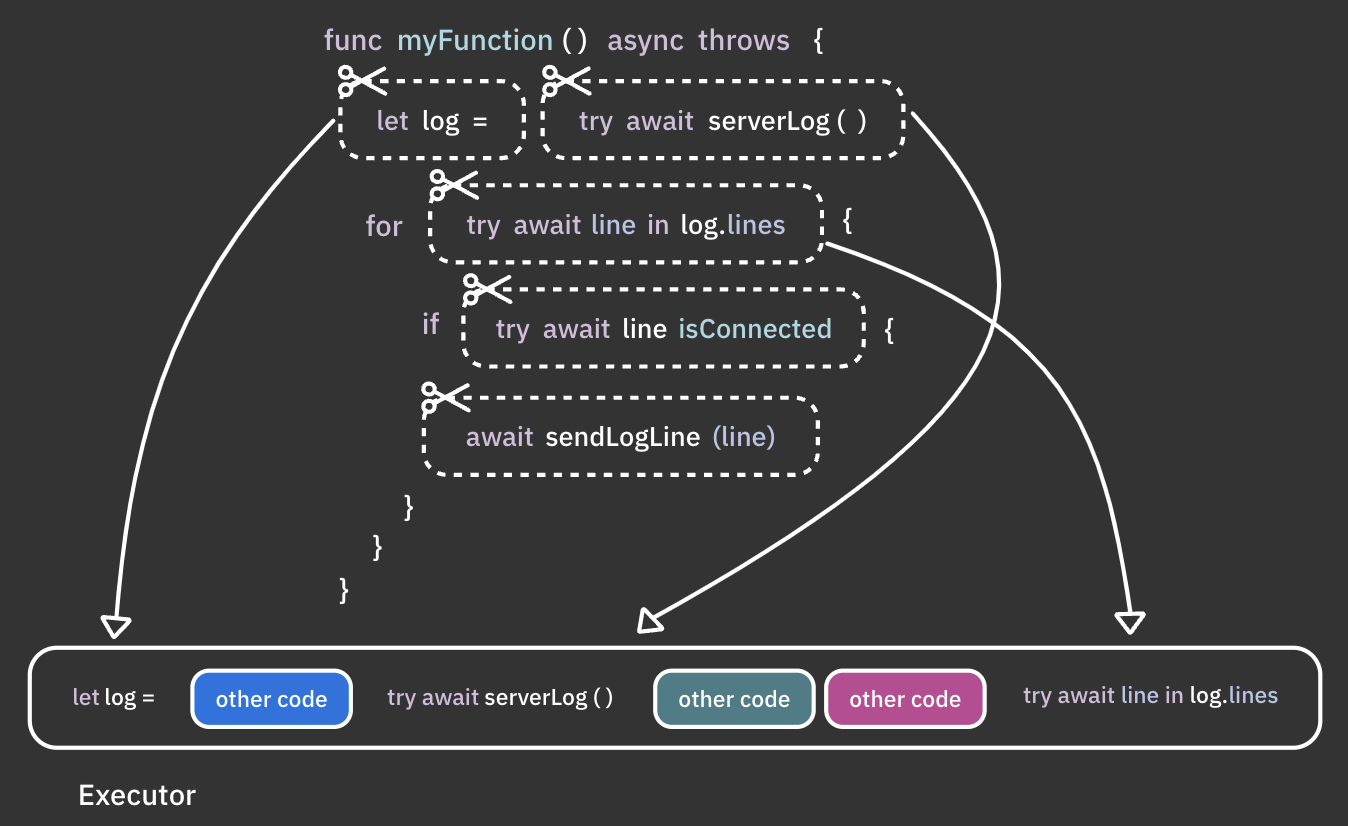 func myFunction () async throws {
let log = try await serverLog ( )
for try await line in log.lines {
if try await line isConnected {
await sendLogLine (line)
}
}
}
let log = other code try await serverLog ( ) other code other code try await line in log.lines
Executor